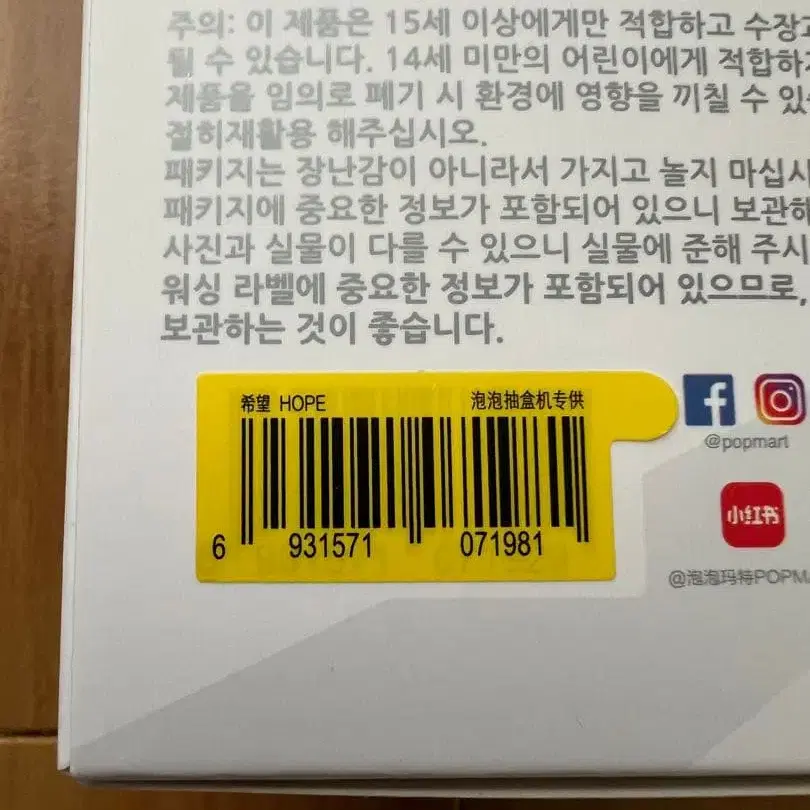 주의: 이 제품은 15세 이상에게만 적합하고 수장
될 수 있습니다. 14세 미만의 어린이에게 적합하
제품을 임의로 폐기 시 환경에 영향을 끼칠 수 있
절히재활용 해주십시오.
패키지는 장난감이 아니라서 가지고 놀지 마십시
패키지에 중요한 정보가 포함되어 있으니 보관해
사진과 실물이 다를 수 있으니 실물에 준해 주시
워싱 라벨에 중요한 정보가 포함되어 있으므로,
보관하는 것이 좋습니다.
希望 HOPE 泡泡抽盒机专供
6 931571 071981
@popmart
小红书
@泡泡玛特POPM